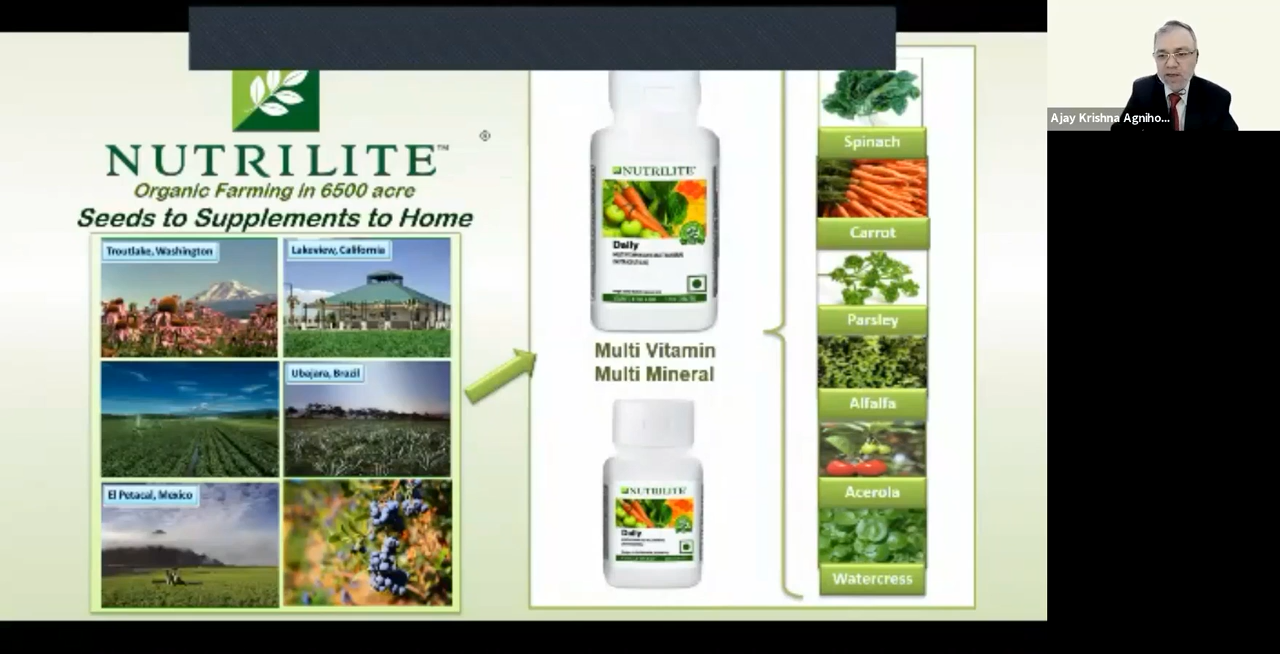 NUTRILITE™
®
Organic Farming in 6500 acre
Seeds to Supplements to Home
Troutlake, Washington
Lakeview, California
Ubajara, Brazil
El Petacal, Mexico
NUTRILITE
Daily
Multi Vitamin
Multi Mineral
NUTRILITE
Daily
Spinach
Carrot
Parsley
Alfalfa
Acerola
Watercress
Ajay Krishna Agniho...